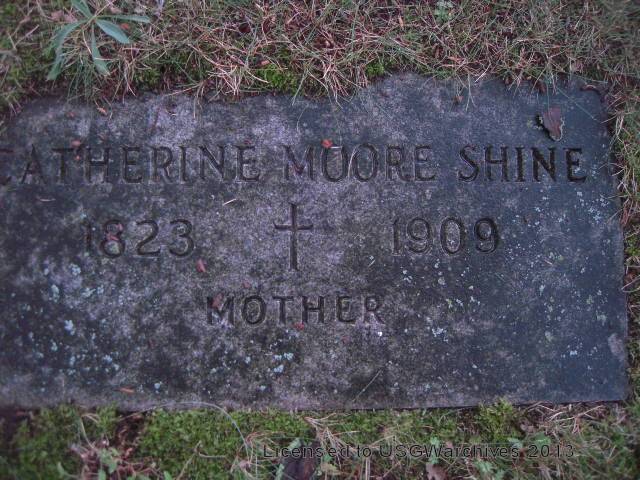 CATHERINE MOORE SHINE
1823 1909
MOTHER
Licensed to USGWarchives 2013